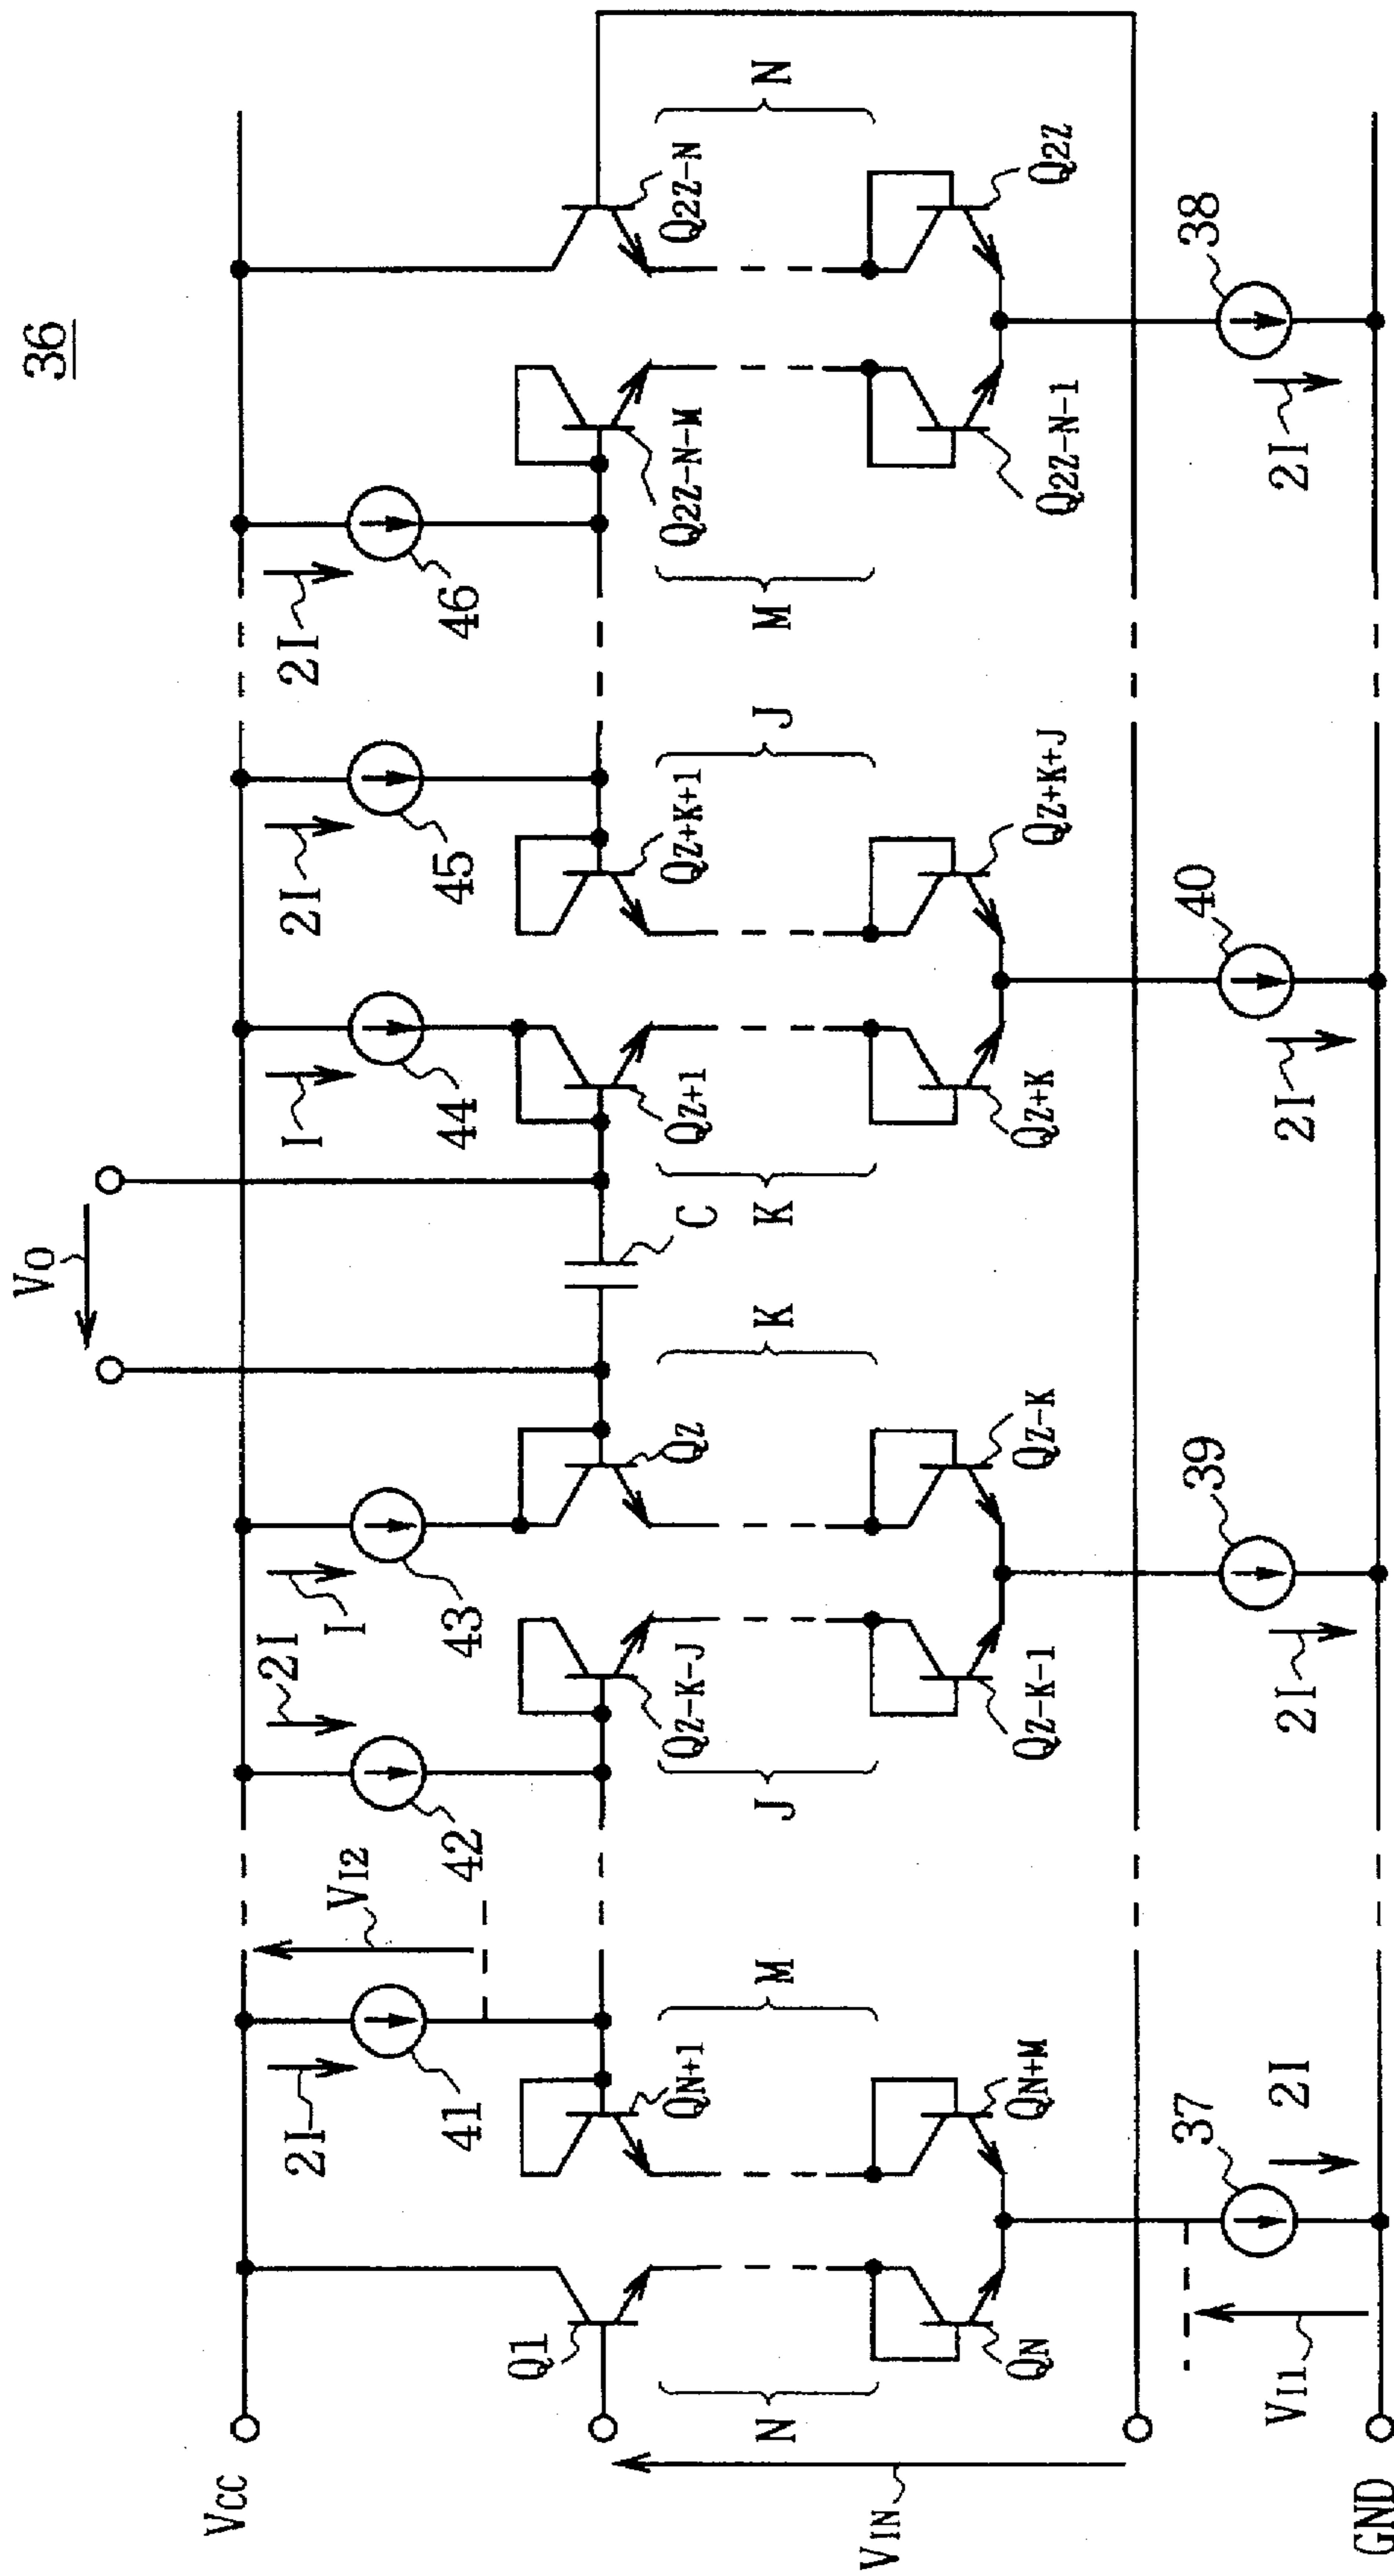 36
VO
VCC
2I
41
VI2
42
2I
I
43
I
44
2I
45
2I
46
Q1
QN+1
QZ-K-J
QZ
C
QZ+1
QZ+K+1
Q2Z-N-M
Q2Z-N
N
M
J
K
K
J
M
N
QN
QN+M
QZ-K-1
QZ-K
QZ+K
QZ+K+J
Q2Z-N-1
Q2Z
VIN
VI1
37
2I
2I
39
2I
40
2I
38
GND